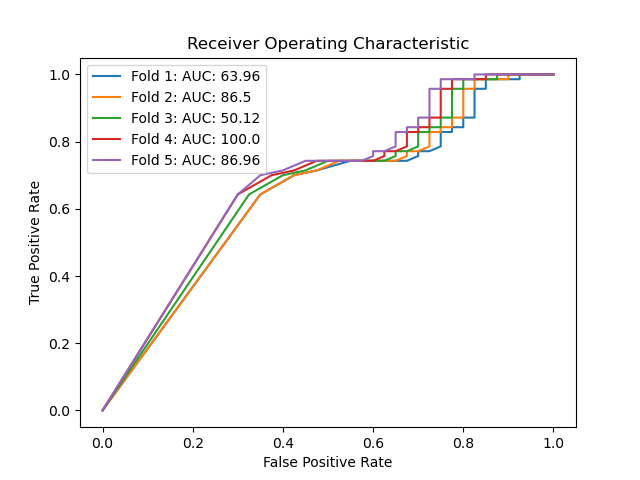 Receiver Operating Characteristic
Fold 1: AUC: 63.96
Fold 2: AUC: 86.5
Fold 3: AUC: 50.12
Fold 4: AUC: 100.0
Fold 5: AUC: 86.96
True Positive Rate
1.0
0.8
0.6
0.4
0.2
0.0
0.0 0.2 0.4 0.6 0.8 1.0
False Positive Rate